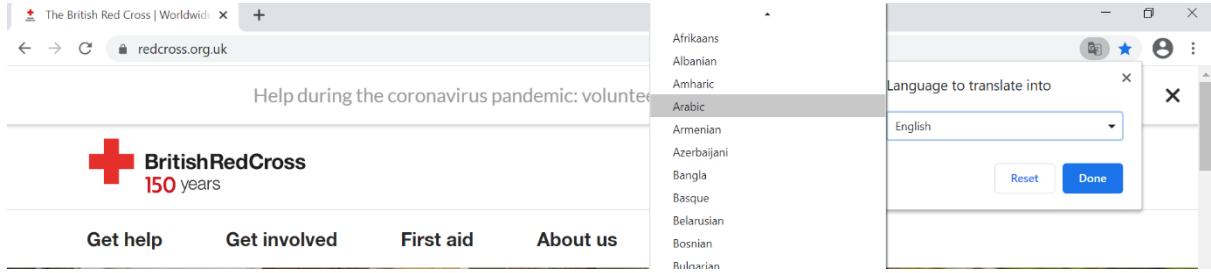 The British Red Cross | Worldwid
redcross.org.uk
Help during the coronavirus pandemic: voluntee
BritishRedCross
150 years
Get help
Get involved
First aid
About us
Afrikaans
Albanian
Amharic
Arabic
Armenian
Azerbaijani
Bangla
Basque
Belarusian
Bosnian
Bulgarian
Language to translate into
English
Reset
Done